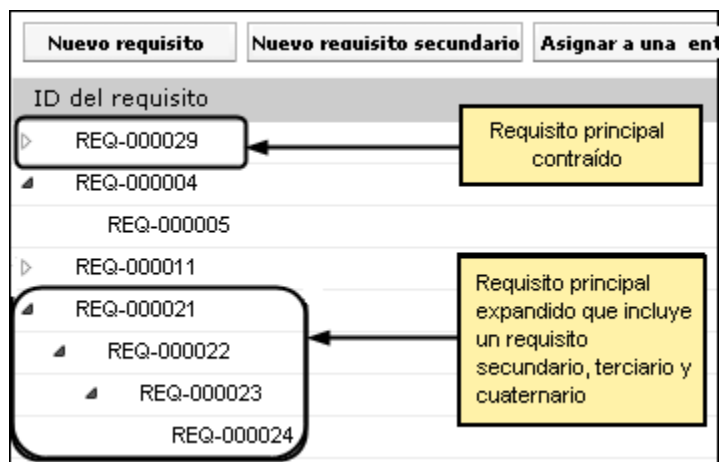 Nuevo requisito
Nuevo requisito secundario
Asignar a una ent
ID del requisito
REQ-000029
Requisito principal
contraído
REQ-000004
REQ-000005
REQ-000011
REQ-000021
REQ-000022
REQ-000023
REQ-000024
Requisito principal
expandido que incluye
un requisito
secundario, terciario y
cuaternario